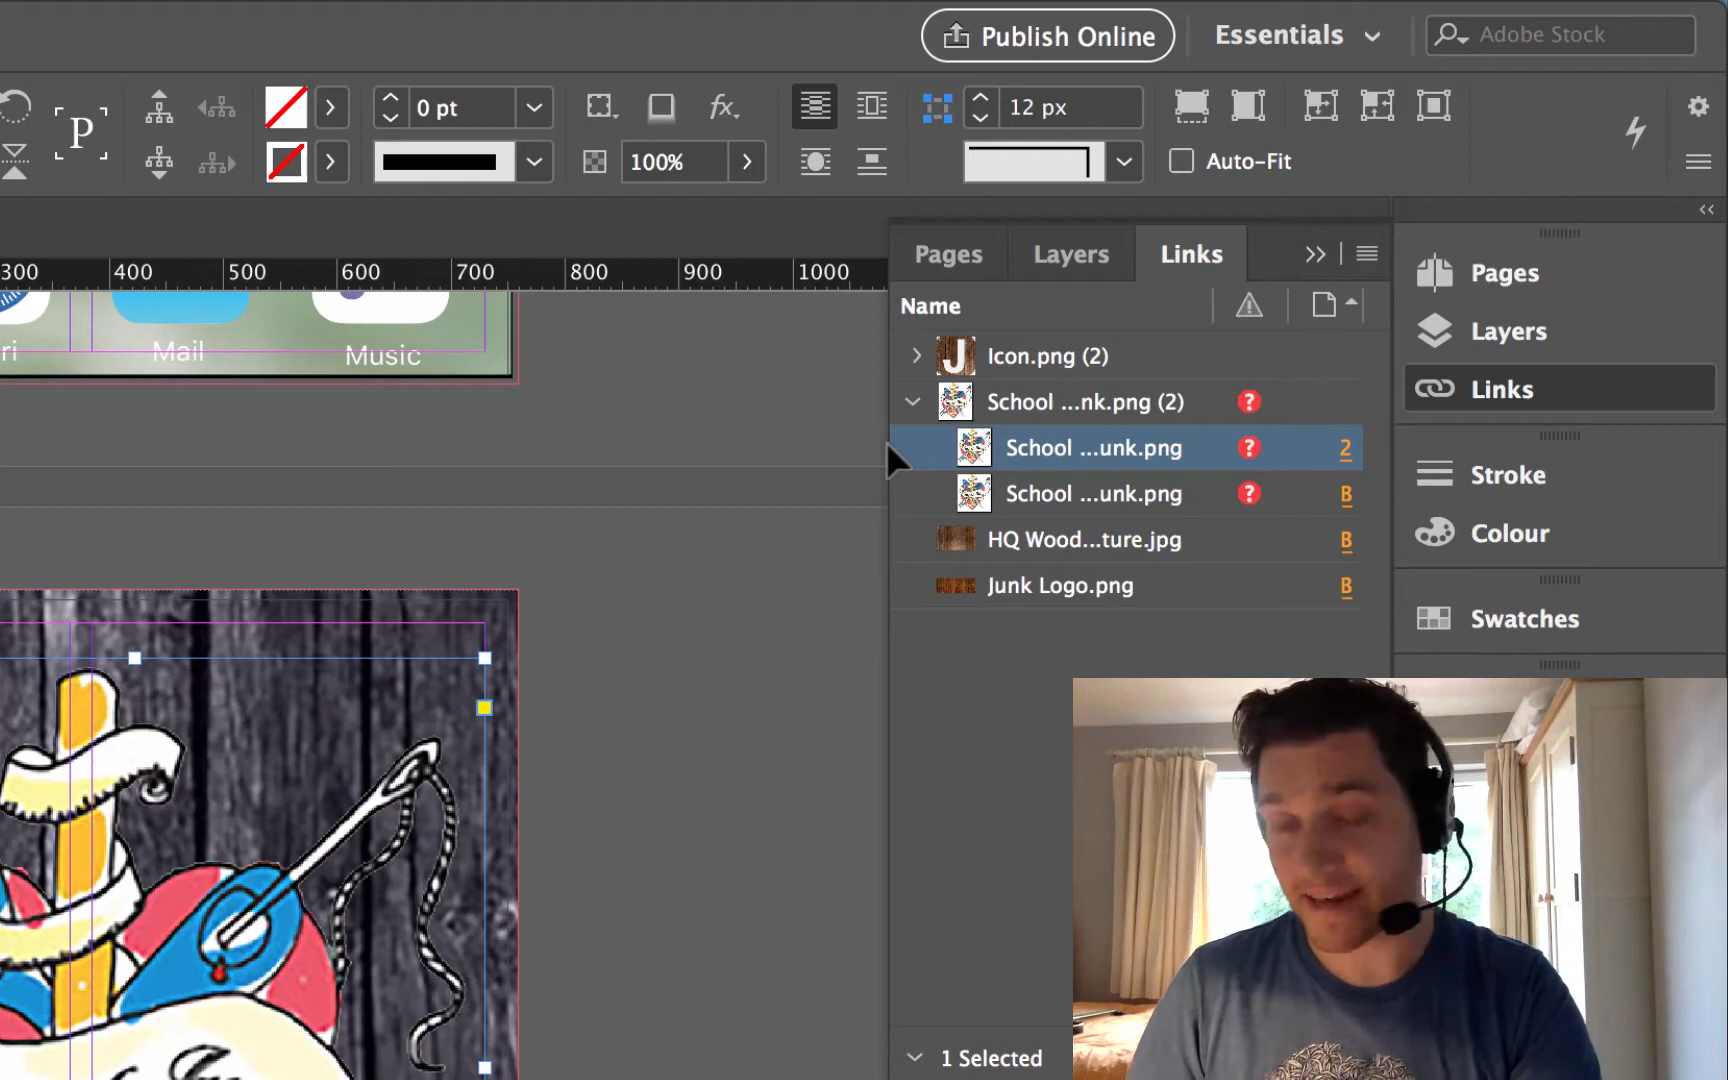 Publish Online
Essentials
Adobe Stock
P
0 pt
fx.
12 px
100%
Auto-Fit
300 400 500 600 700 800 900 1000
Pages Layers Links
Name
ri Mail Music
J Icon.png (2)
School ...nk.png (2) ?
School ...unk.png ? 2
School ...unk.png ? B
HQ Wood...ture.jpg B
Junk Logo.png B
1 Selected
Pages
Layers
Links
Stroke
Colour
Swatches